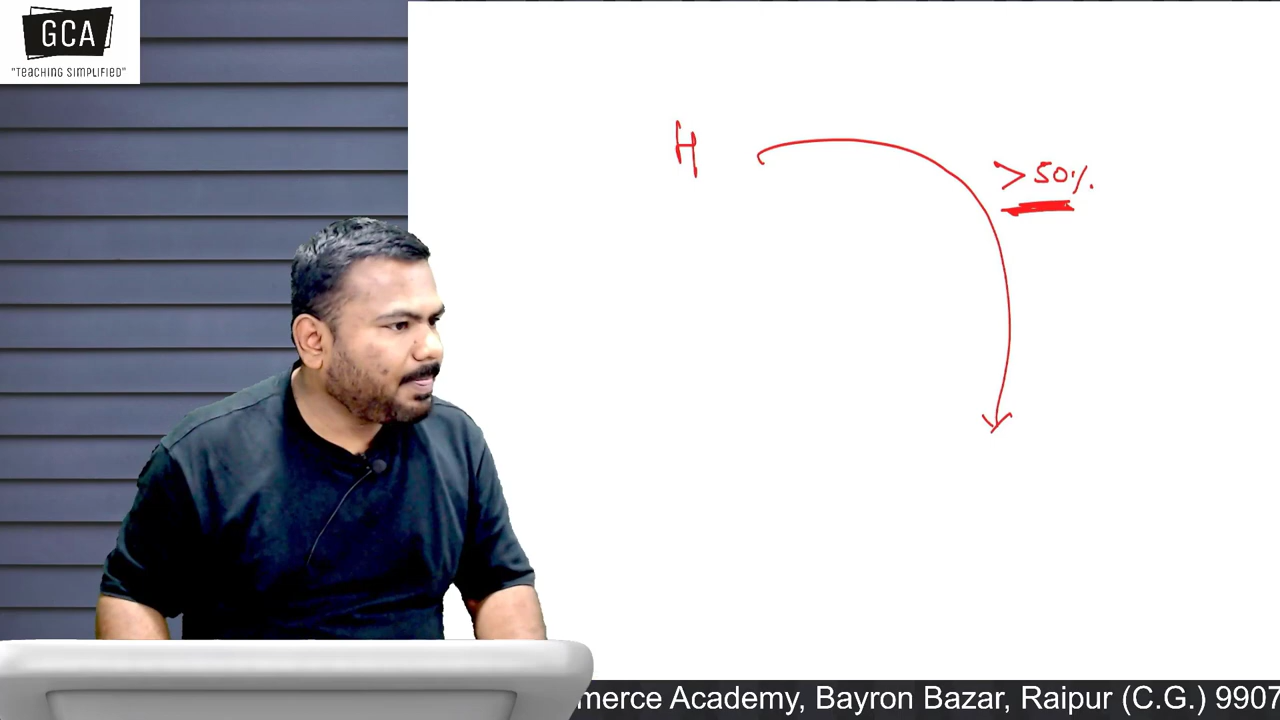 GCA
"TEACHING SIMPLIFIED"
H
>50%.
merce Academy, Bayron Bazar, Raipur (C.G.) 9907